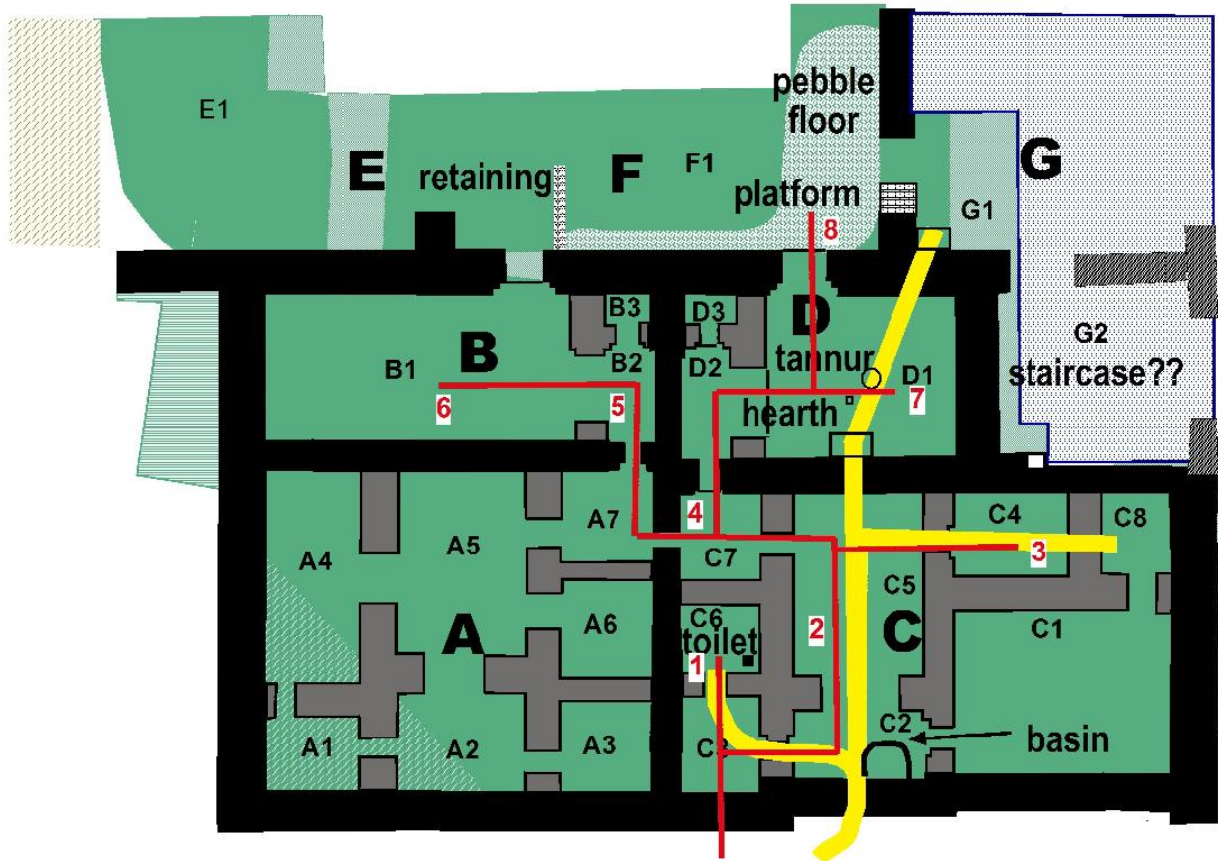 pebble
floor
E1
E
retaining
F
F1
platform
G
G1
8
B3
D3
D
B
B1
B2
D2
tannur
D1
G2
staircase??
6
5
hearth
7
A7
4
C4
C8
A4
A5
C7
3
C5
A
A6
C6
toilet
2
C
C1
1
C2
A1
A2
A3
C3
basin